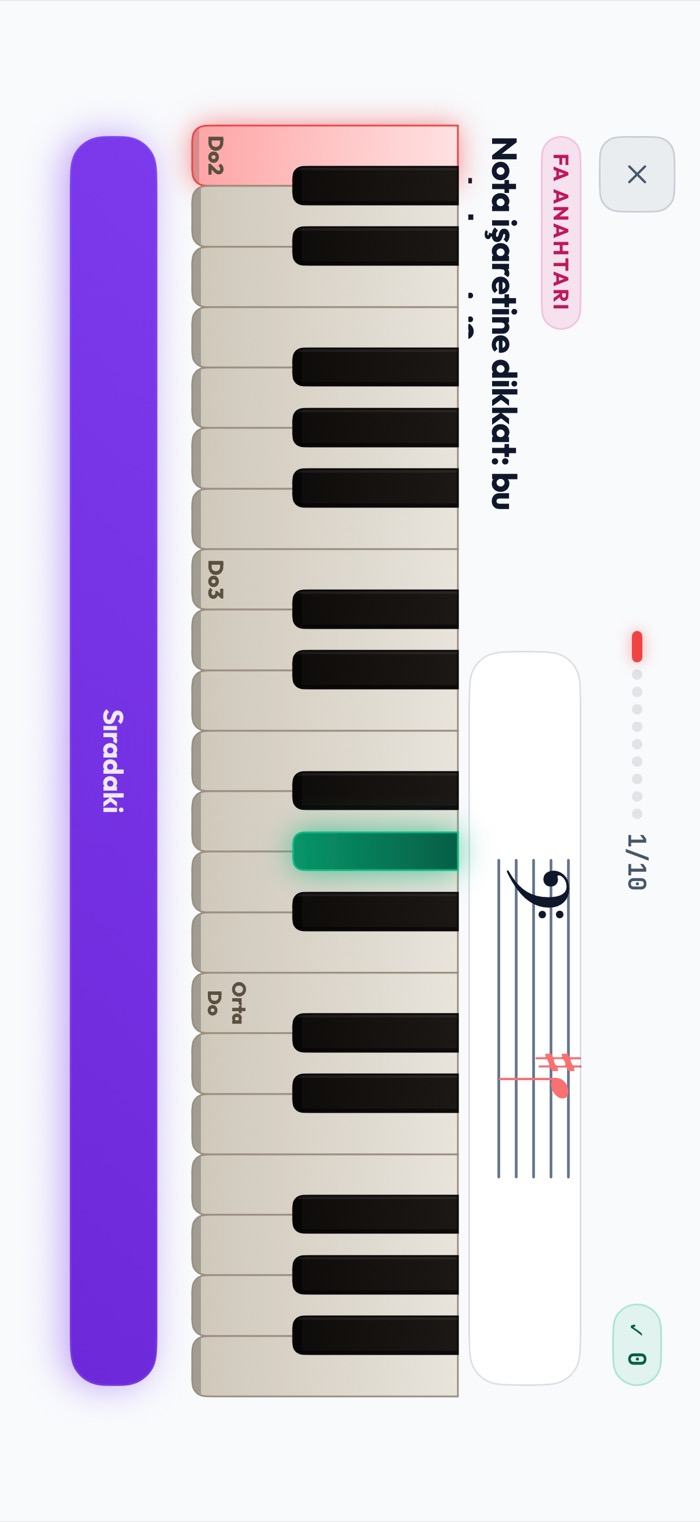 1/10
✓ 0
FA ANAHTARI
Nota işaretine dikkat: bu
Do2
Do3
Orta
Do
Sıradaki